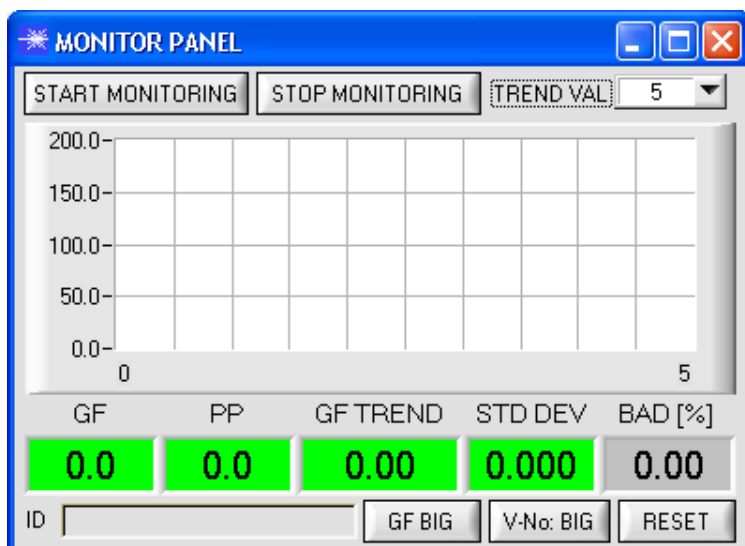 MONITOR PANEL
START MONITORING STOP MONITORING TREND VAL 5
200.0
150.0
100.0
50.0
0.0
0 5
GF PP GF TREND STD DEV BAD [%]
0.0 0.0 0.00 0.000 0.00
ID GF BIG V-No: BIG RESET